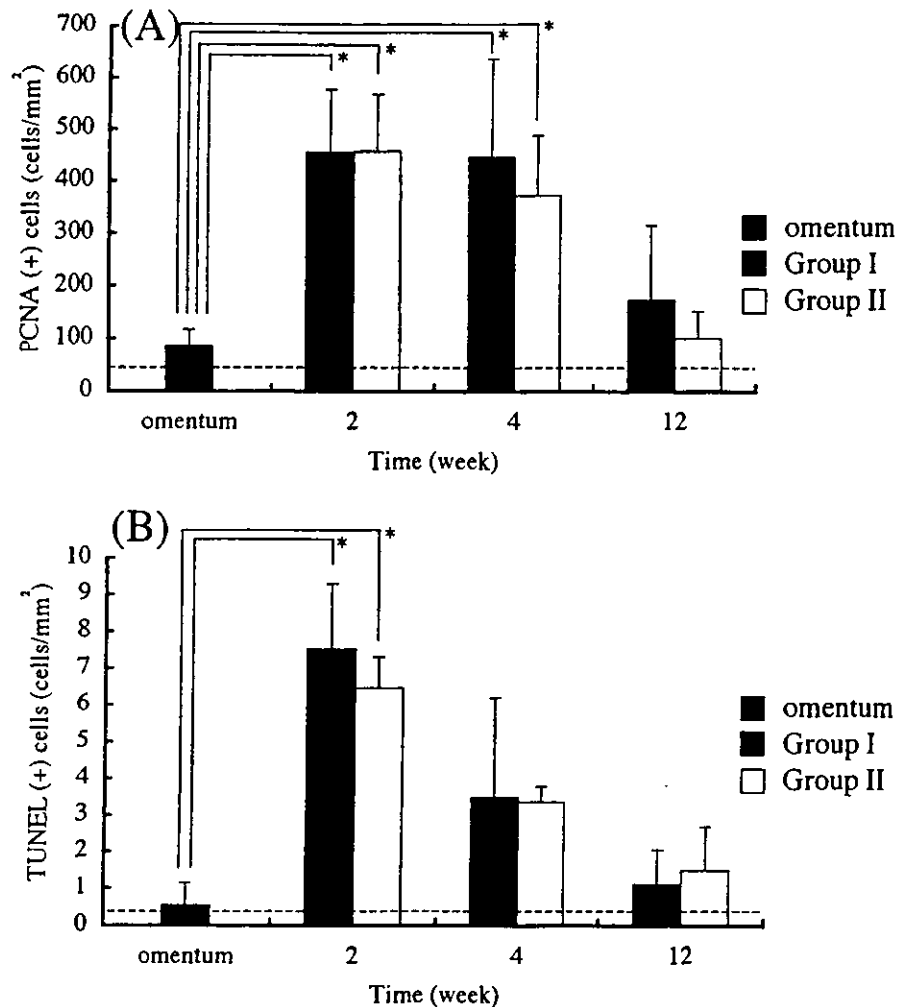 (A)
700
600
500
400
300
200
100
0
PCNA (+) cells (cells/mm²)
* * * *
omentum
Group I
Group II
omentum 2 4 12
Time (week)
(B)
10
9
8
7
6
5
4
3
2
1
0
TUNEL (+) cells (cells/mm²)
* *
omentum
Group I
Group II
omentum 2 4 12
Time (week)